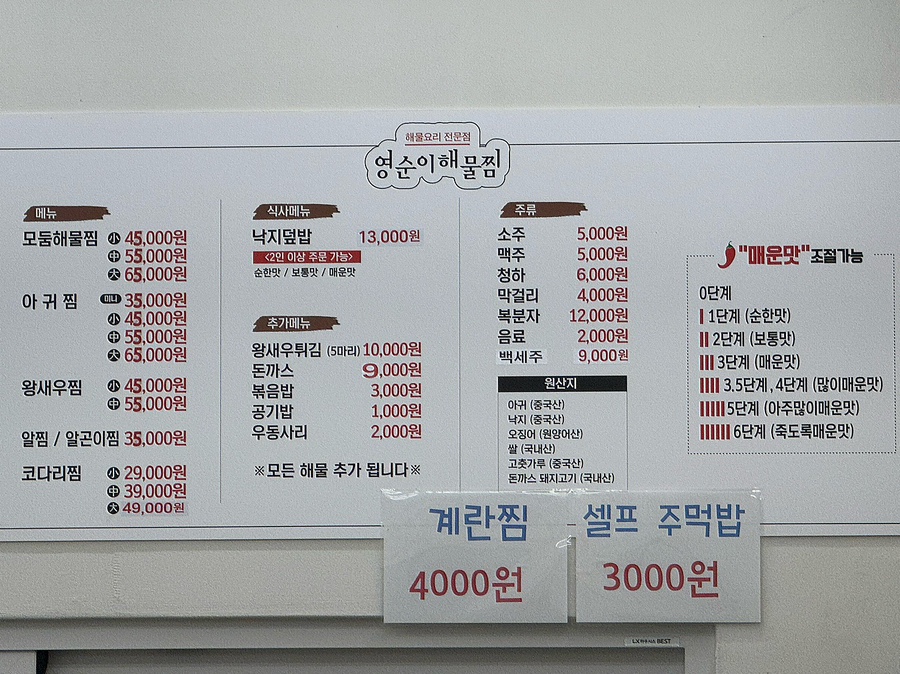 해물요리 전문점
영순이해물찜
메뉴
모둠해물찜 小 45,000원
中 55,000원
大 65,000원
아귀찜 미니 35,000원
小 45,000원
中 55,000원
大 65,000원
왕새우찜 小 45,000원
中 55,000원
알찜 / 알곤이찜 35,000원
코다리찜 小 29,000원
中 39,000원
大 49,000원
식사메뉴
낙지덮밥 13,000원
<2인 이상 주문 가능>
순한맛 / 보통맛 / 매운맛
추가메뉴
왕새우튀김 (5마리) 10,000원
돈까스 9,000원
볶음밥 3,000원
공기밥 1,000원
우동사리 2,000원
※모든 해물 추가 됩니다※
주류
소주 5,000원
맥주 5,000원
청하 6,000원
막걸리 4,000원
복분자 12,000원
음료 2,000원
백세주 9,000원
원산지
아귀 (중국산)
낙지 (중국산)
오징어 (원양어산)
쌀 (국내산)
고춧가루 (중국산)
돈까스 돼지고기 (국내산)
"매운맛" 조절가능
0단계
1단계 (순한맛)
2단계 (보통맛)
3단계 (매운맛)
3.5단계, 4단계 (많이매운맛)
5단계 (아주많이매운맛)
6단계 (죽도록매운맛)
계란찜
4000원
셀프 주먹밥
3000원